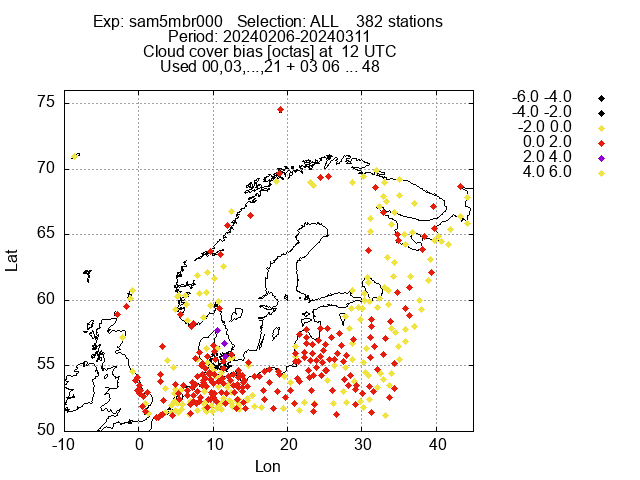 Exp: sam5mbr000 Selection: ALL 382 stations
Period: 20240206-20240311
Cloud cover bias [octas] at 12 UTC
Used 00,03,...,21 + 03 06 ... 48
-6.0 -4.0
-4.0 -2.0
-2.0 0.0
0.0 2.0
2.0 4.0
4.0 6.0
75
70
65
60
55
50
Lat
-10 0 10 20 30 40
Lon